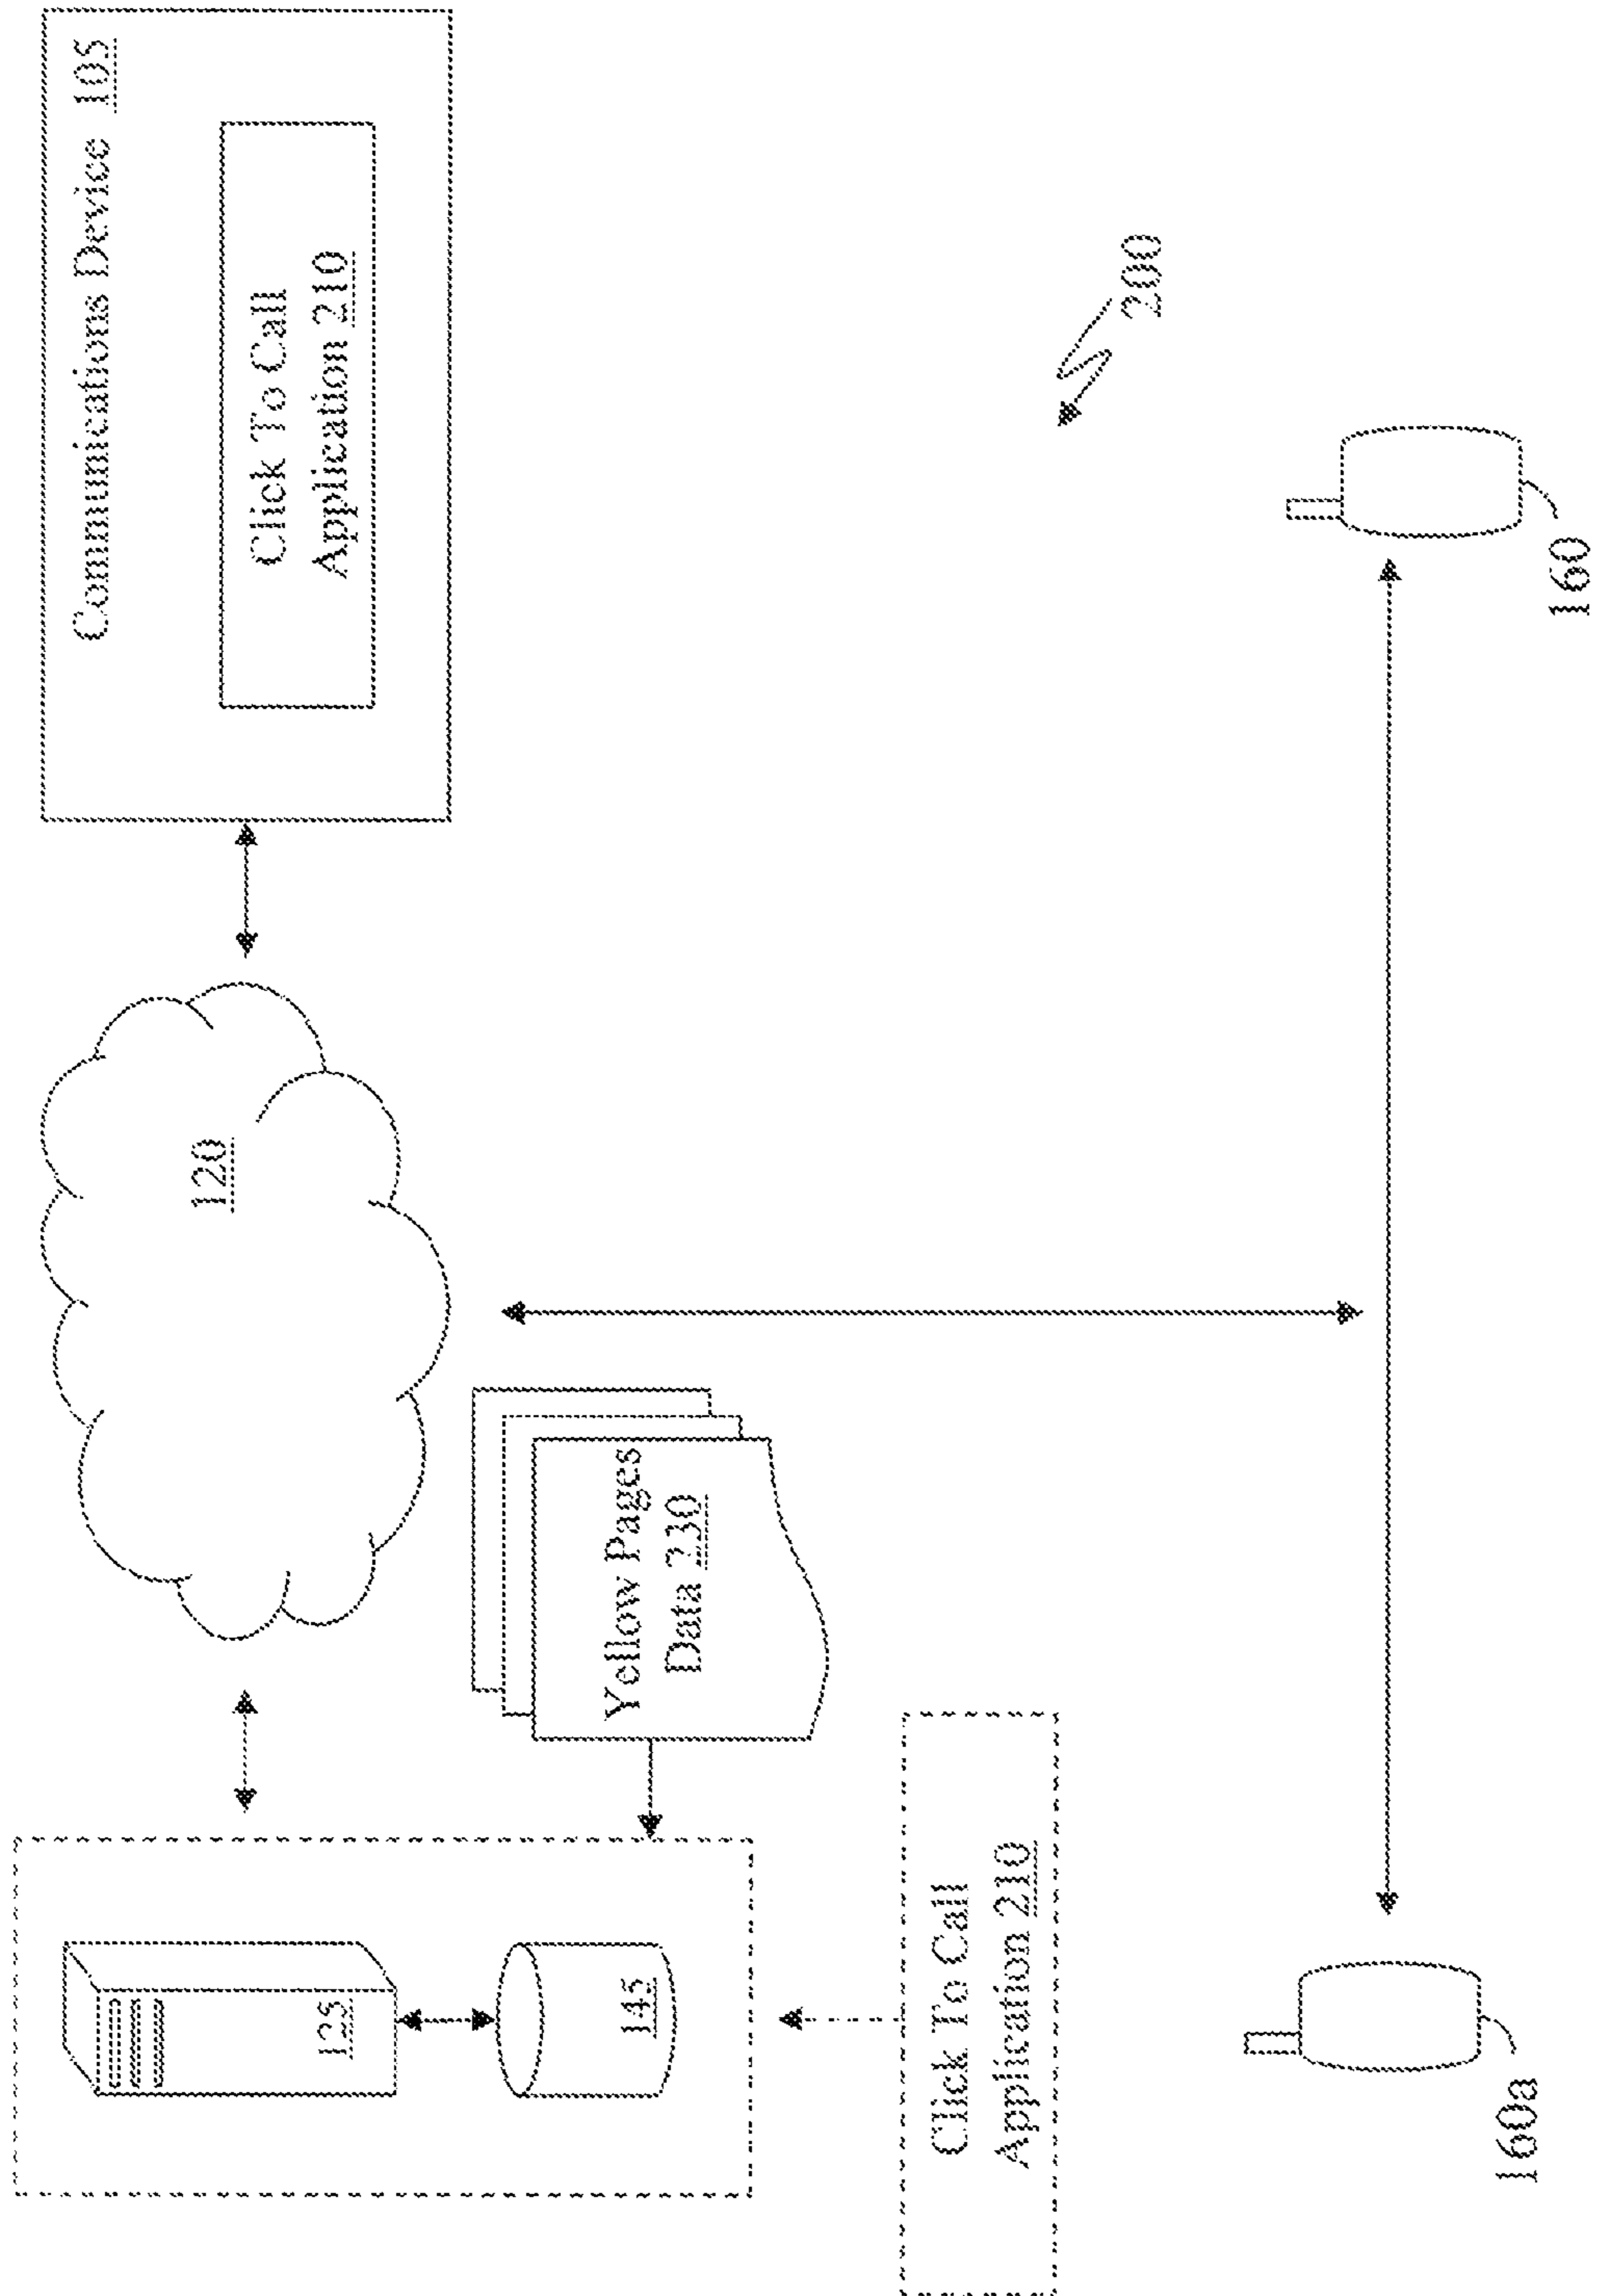 125
145
Click To Call
Application 210
Yellow Pages
Data 230
120
Communications Device 105
Click To Call
Application 210
200
160a
160